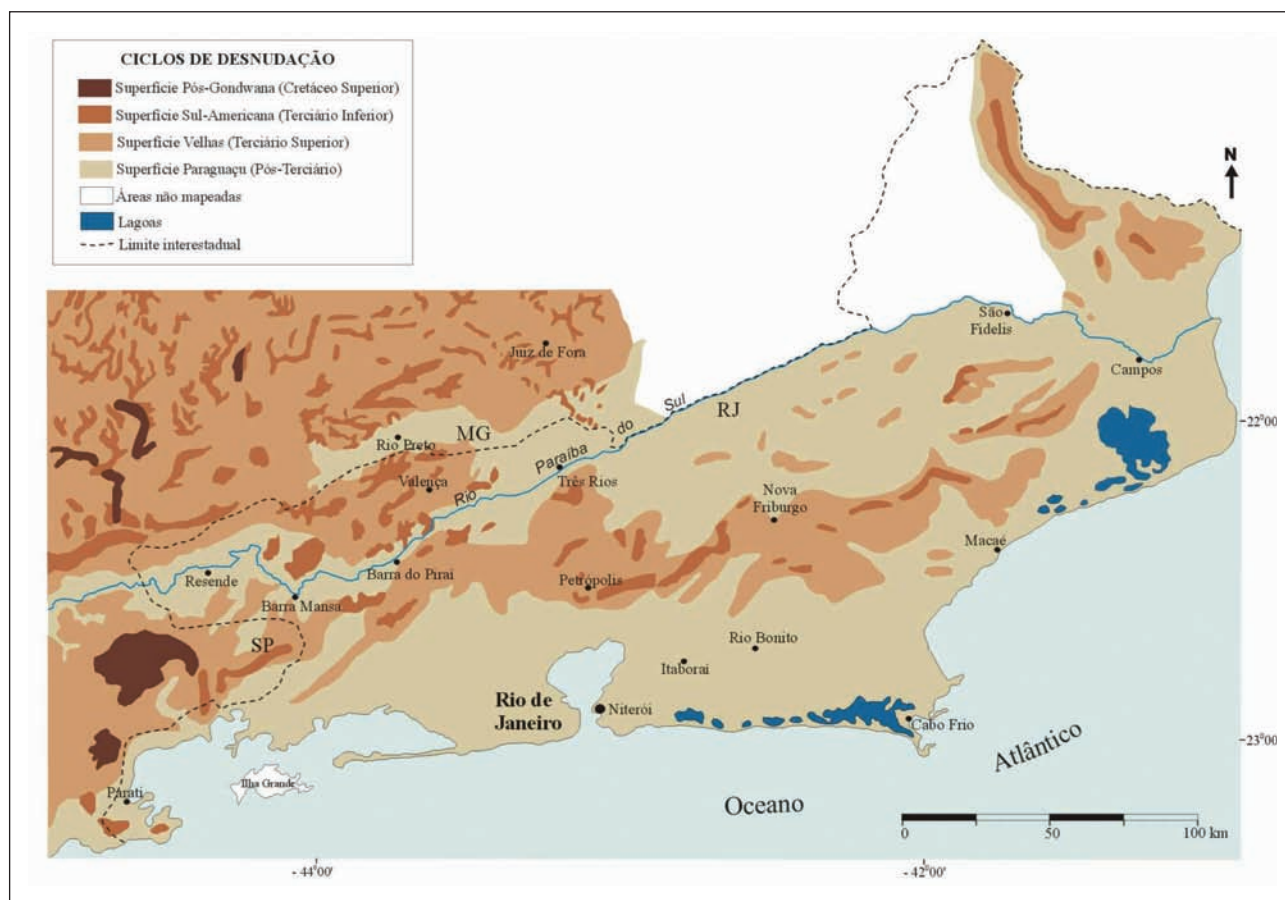 CICLOS DE DESNUDAÇÃO
Superfície Pós-Gondwana (Cretáceo Superior)
Superfície Sul-Americana (Terciário Inferior)
Superfície Velhas (Terciário Superior)
Superfície Paraguaçu (Pós-Terciário)
Áreas não mapeadas
Lagoas
Limite interestadual
N
São
Fidelis
Juiz de Fora
Campos
Sul
RJ
22°00'
do
MG
Rio Preto
Paraíba
Três Rios
Valença
Rio
Nova
Friburgo
Macaé
Barra do Piraí
Resende
Petrópolis
Barra Mansa
SP
Rio Bonito
Itaboraí
Rio de
Janeiro
Niterói
Cabo Frio
23°00'
Atlântico
Ilha Grande
Parati
Oceano
0 50 100 km
- 44°00'
- 42°00'